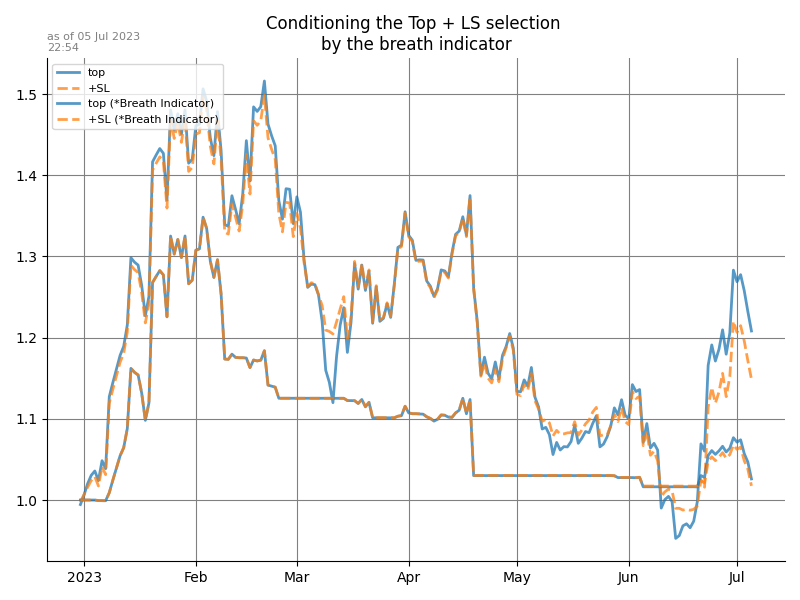 Conditioning the Top + LS selection
by the breath indicator
as of 05 Jul 2023
22:54
top
+SL
top (*Breath Indicator)
+SL (*Breath Indicator)
1.5
1.4
1.3
1.2
1.1
1.0
2023 Feb Mar Apr May Jun Jul